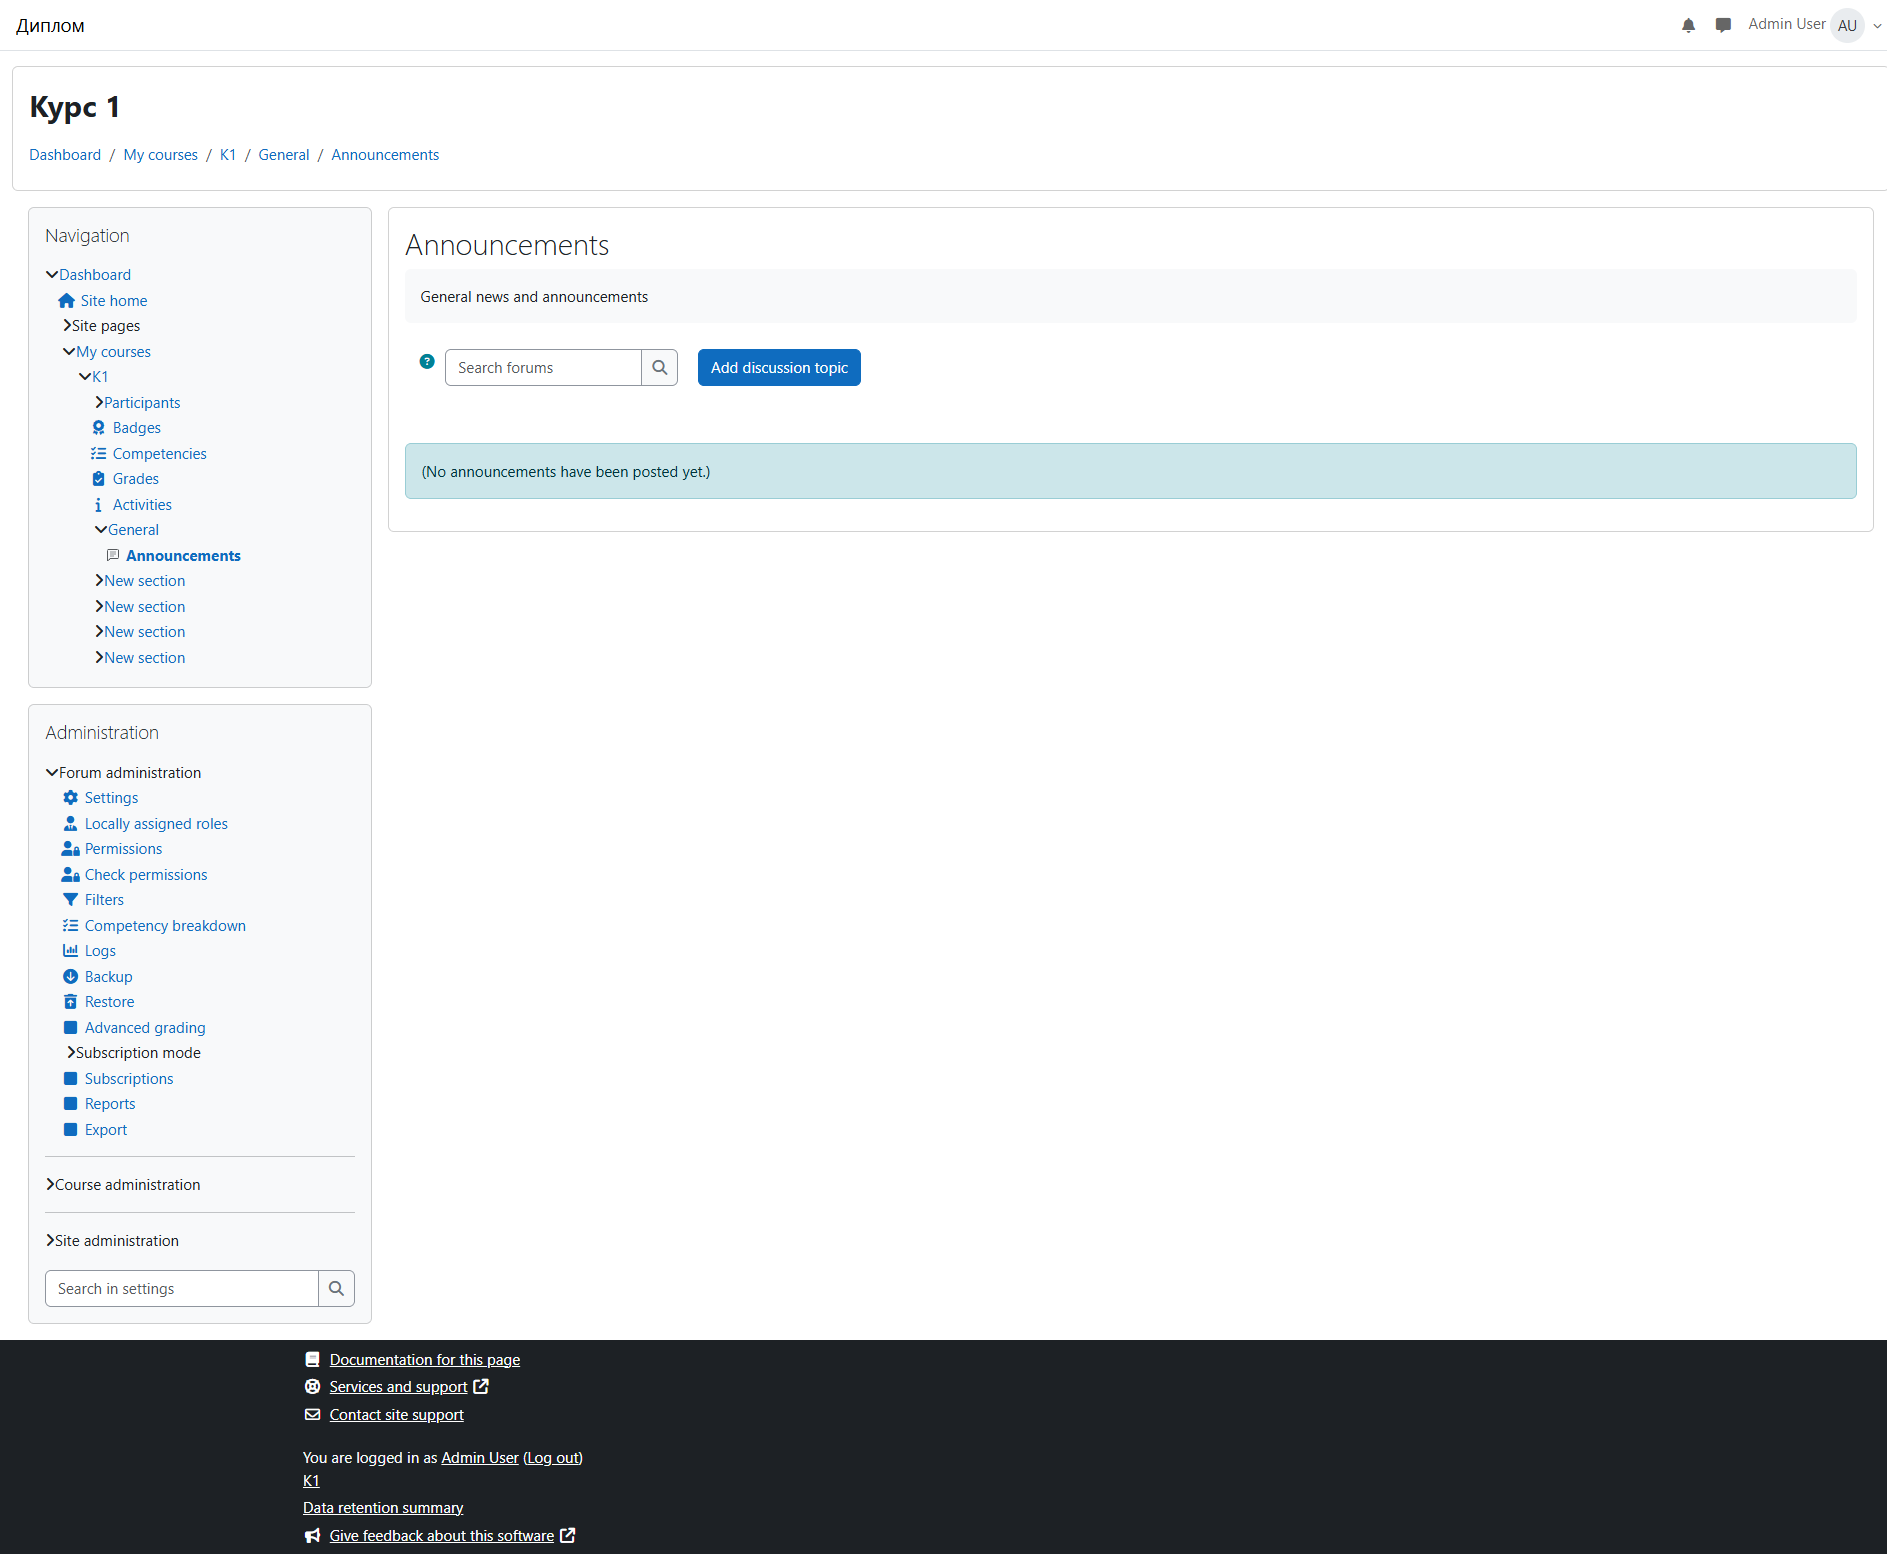 Диплом
Admin User AU
Курс 1
Dashboard / My courses / K1 / General / Announcements
Navigation
Dashboard
Site home
Site pages
My courses
K1
Participants
Badges
Competencies
Grades
Activities
General
Announcements
New section
New section
New section
New section
Administration
Forum administration
Settings
Locally assigned roles
Permissions
Check permissions
Filters
Competency breakdown
Logs
Backup
Restore
Advanced grading
Subscription mode
Subscriptions
Reports
Export
Course administration
Site administration
Search in settings
Announcements
General news and announcements
Search forums
Add discussion topic
(No announcements have been posted yet.)
Documentation for this page
Services and support
Contact site support
You are logged in as Admin User (Log out)
K1
Data retention summary
Give feedback about this software